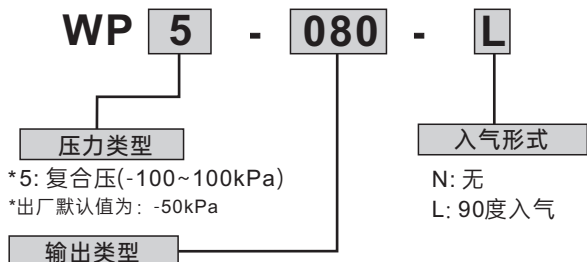 WP 5 - 080 - L
压力类型
*5: 复合压(-100~100kPa)
*出厂默认值为: -50kPa
输出类型
入气形式
N: 无
L: 90度入气